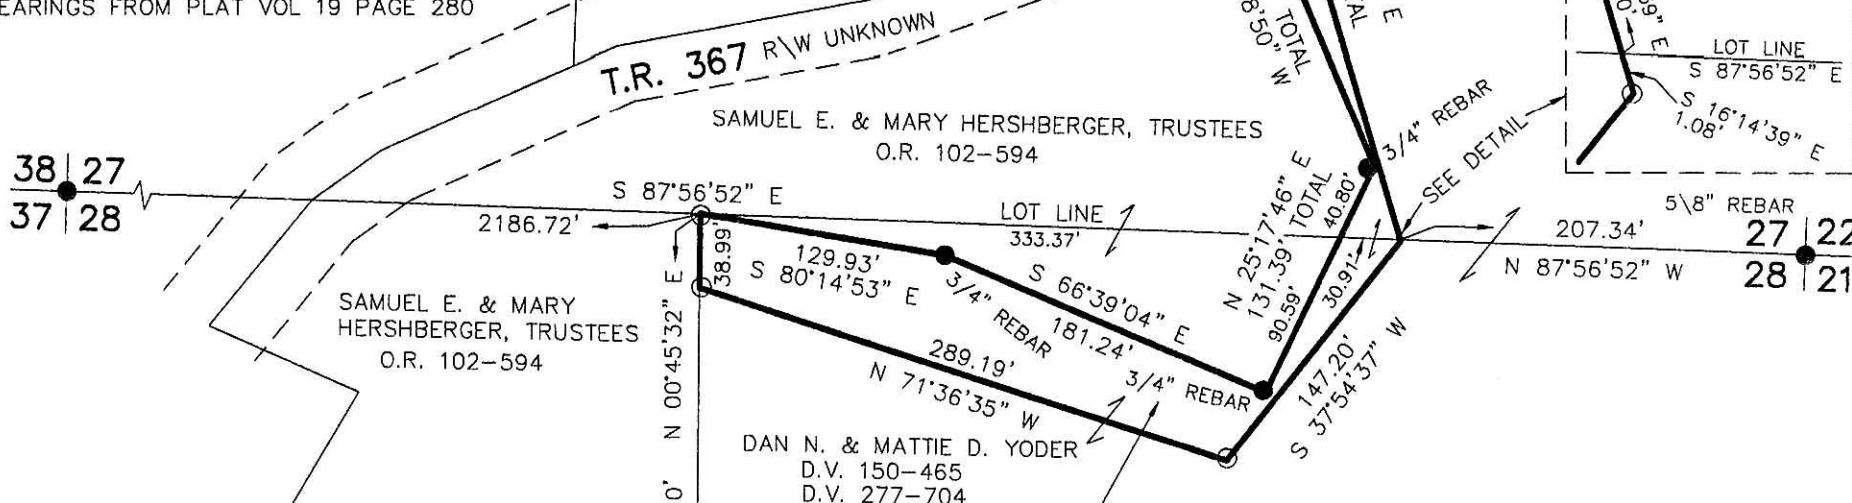 EARINGS FROM PLAT VOL 19 PAGE 280
T.R. 367 R\W UNKNOWN
TOTAL
8'50" W
TAL
E
LOT LINE
S 87°56'52" E
S 16°14'39" E
1.08'
SAMUEL E. & MARY HERSHBERGER, TRUSTEES
O.R. 102-594
3/4" REBAR
SEE DETAIL
38 27
37 28
S 87°56'52" E
2186.72'
LOT LINE
333.37'
N 25°17'46" E
131.39' TOTAL
40.80'
90.59'
30.91'
5\8" REBAR
207.34'
N 87°56'52" W
27 22
28 21
38.99'
129.93'
S 80°14'53" E
3/4" REBAR
S 66°39'04" E
181.24'
3/4" REBAR
SAMUEL E. & MARY
HERSHBERGER, TRUSTEES
O.R. 102-594
N 00°45'32" E
289.19'
N 71°36'35" W
147.20'
S 37°54'37" W
DAN N. & MATTIE D. YODER
D.V. 150-465
D.V. 277-704
0'